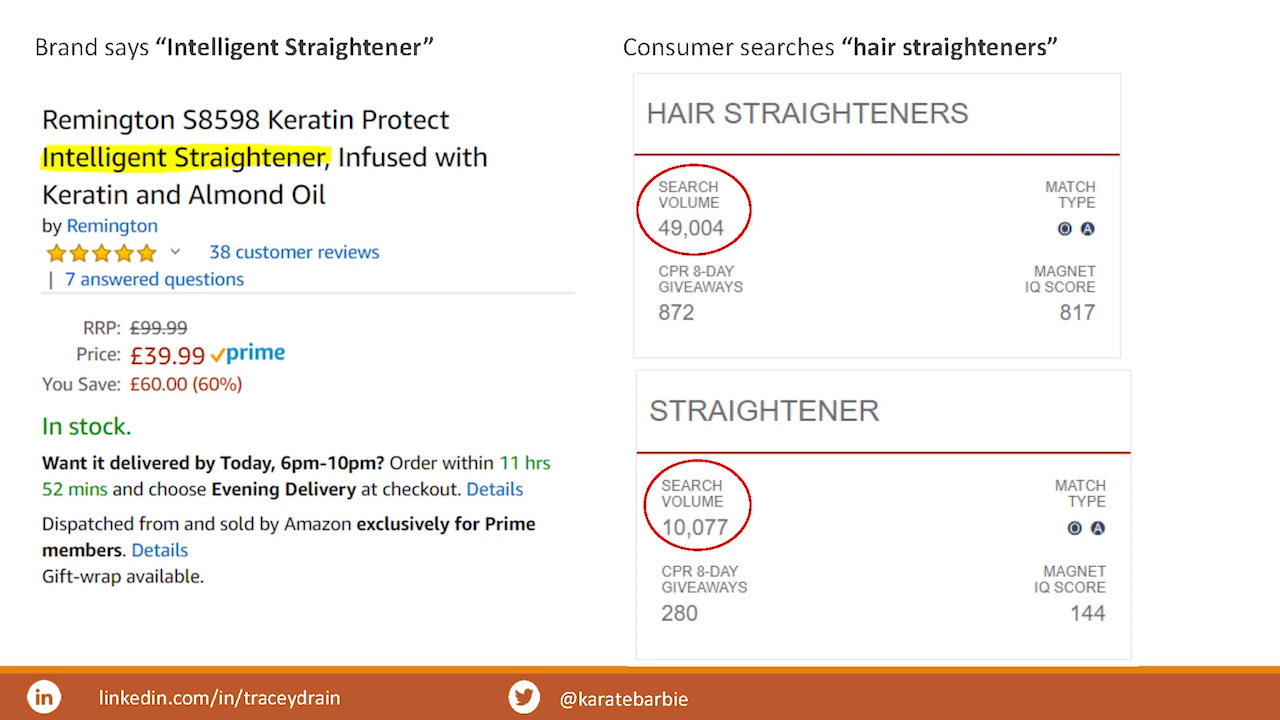 Brand says “Intelligent Straightener”
Remington S8598 Keratin Protect
Intelligent Straightener, Infused with
Keratin and Almond Oil
by Remington
38 customer reviews
| 7 answered questions
RRP: £99.99
Price: £39.99 prime
You Save: £60.00 (60%)
In stock.
Want it delivered by Today, 6pm-10pm? Order within 11 hrs
52 mins and choose Evening Delivery at checkout. Details
Dispatched from and sold by Amazon exclusively for Prime
members. Details
Gift-wrap available.
Consumer searches “hair straighteners”
HAIR STRAIGHTENERS
SEARCH
VOLUME
49,004
MATCH
TYPE
O A
CPR 8-DAY
GIVEAWAYS
872
MAGNET
IQ SCORE
817
STRAIGHTENER
SEARCH
VOLUME
10,077
MATCH
TYPE
O A
CPR 8-DAY
GIVEAWAYS
280
MAGNET
IQ SCORE
144
in linkedin.com/in/traceydrain
@karatebarbie